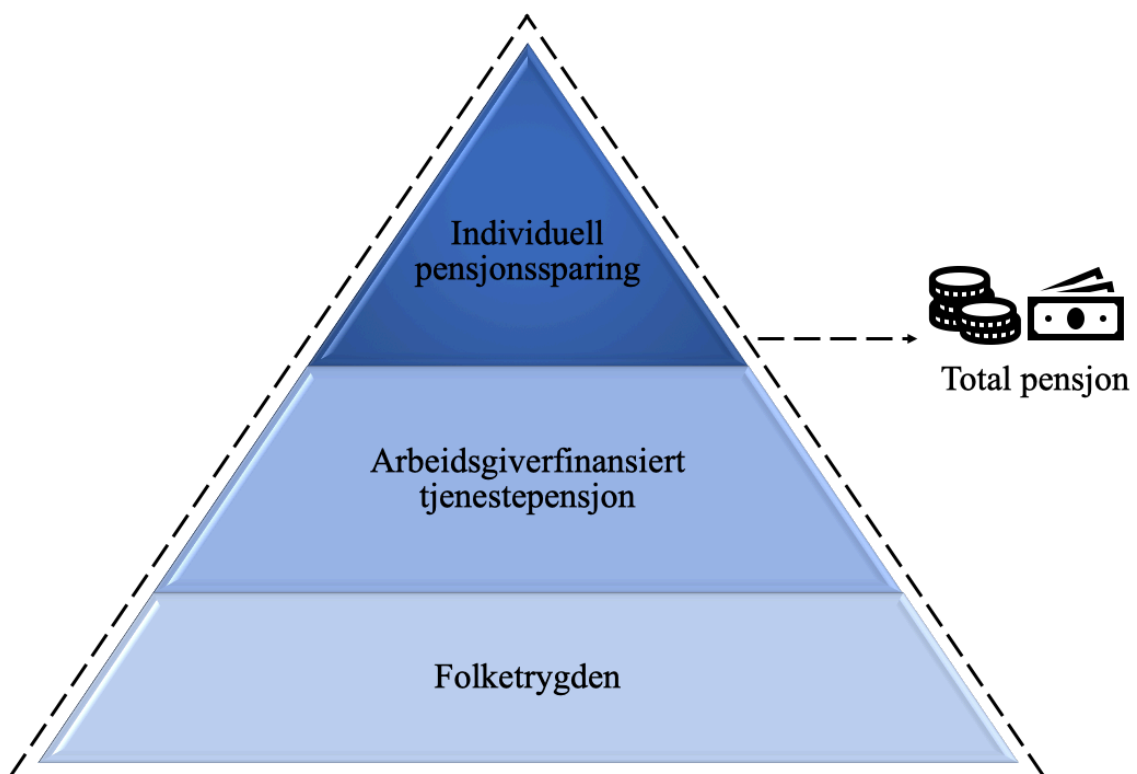 Individuell
pensjonssparing
Total pensjon
Arbeidsgiverfinansiert
tjenestepensjon
Folketrygden